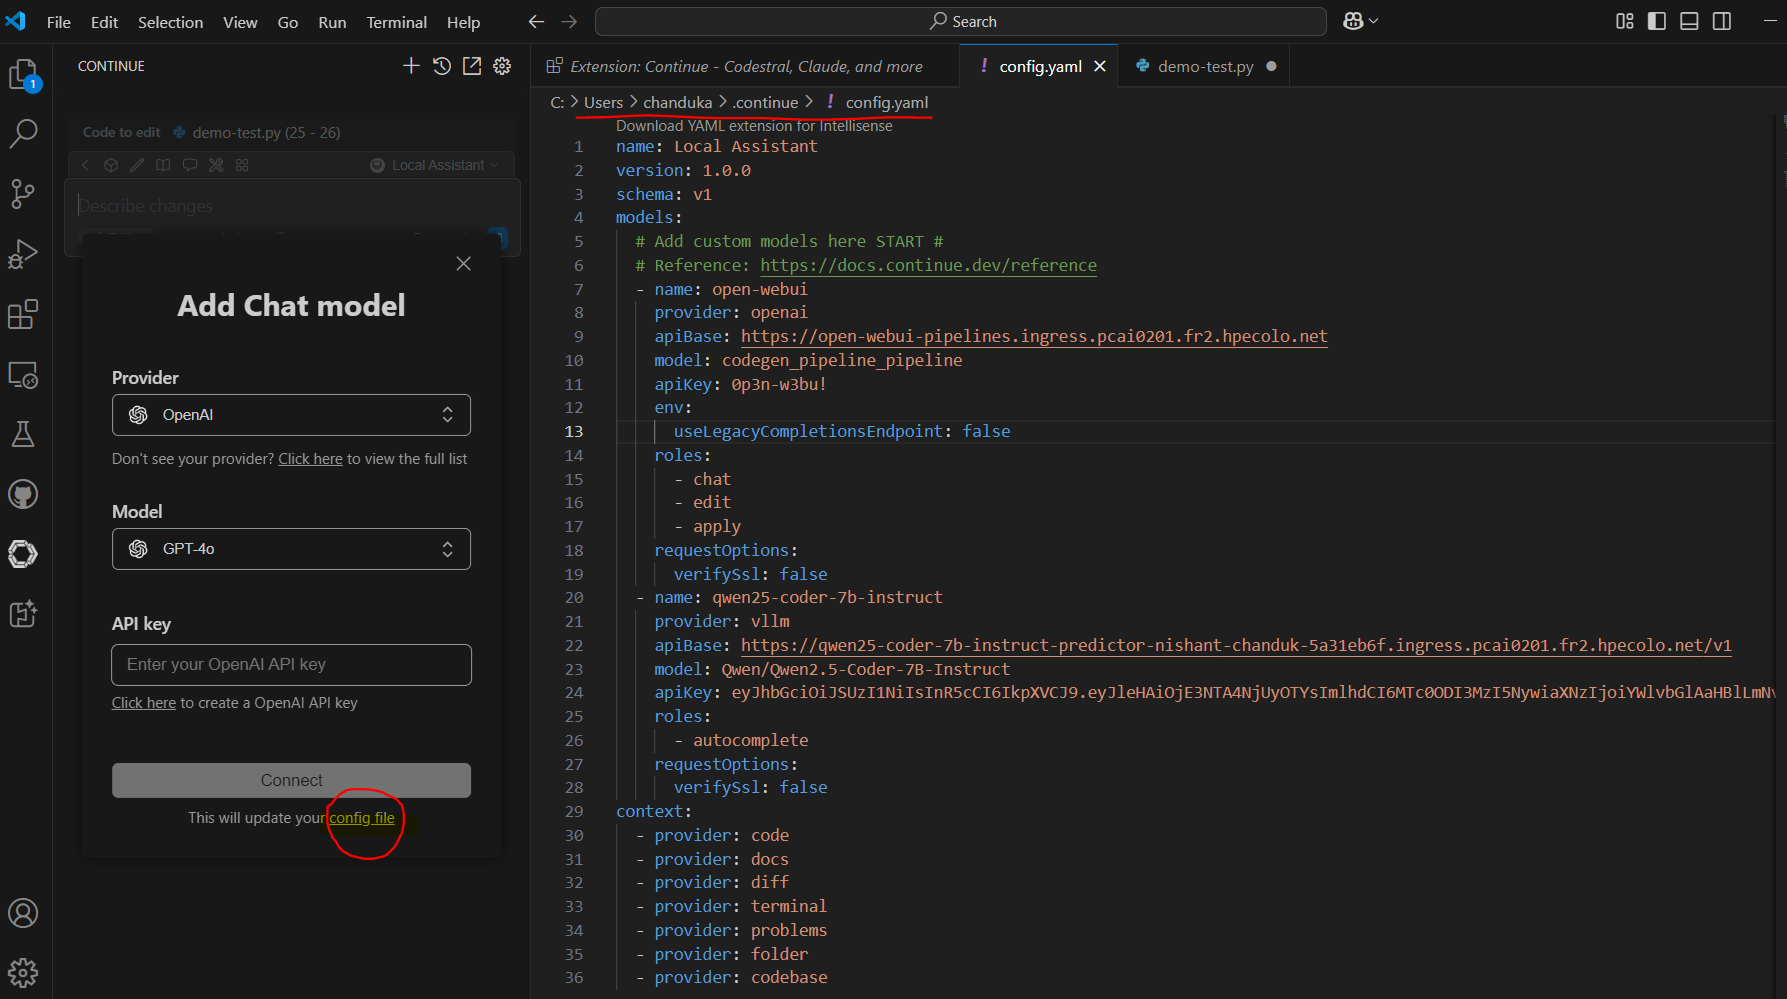 File Edit Selection View Go Run Terminal Help
Search
1
CONTINUE
Code to edit demo-test.py (25 - 26)
Local Assistant
Describe changes
Add Chat model
Provider
OpenAI
Don't see your provider? Click here to view the full list
Model
GPT-4o
API key
Enter your OpenAI API key
Click here to create a OpenAI API key
Connect
This will update your config file
Extension: Continue - Codestral, Claude, and more
! config.yaml
demo-test.py
C: > Users > chanduka > .continue > ! config.yaml
Download YAML extension for Intellisense
1 name: Local Assistant
2 version: 1.0.0
3 schema: v1
4 models:
5 # Add custom models here START #
6 # Reference: https://docs.continue.dev/reference
7 - name: open-webui
8 provider: openai
9 apiBase: https://open-webui-pipelines.ingress.pcai0201.fr2.hpecolo.net
10 model: codegen_pipeline_pipeline
11 apiKey: 0p3n-w3bu!
12 env:
13 useLegacyCompletionsEndpoint: false
14 roles:
15 - chat
16 - edit
17 - apply
18 requestOptions:
19 verifySsl: false
20 - name: qwen25-coder-7b-instruct
21 provider: vllm
22 apiBase: https://qwen25-coder-7b-instruct-predictor-nishant-chanduk-5a31eb6f.ingress.pcai0201.fr2.hpecolo.net/v1
23 model: Qwen/Qwen2.5-Coder-7B-Instruct
24 apiKey: eyJhbGciOiJSUzI1NiIsInR5cCI6IkpXVCJ9.eyJleHAiOjE3NTA4NjUyOTYsImlhdCI6MTc0ODI3MzI5NywiaXNzIjoiYWlvbGlAaHBlLmNv
25 roles:
26 - autocomplete
27 requestOptions:
28 verifySsl: false
29 context:
30 - provider: code
31 - provider: docs
32 - provider: diff
33 - provider: terminal
34 - provider: problems
35 - provider: folder
36 - provider: codebase